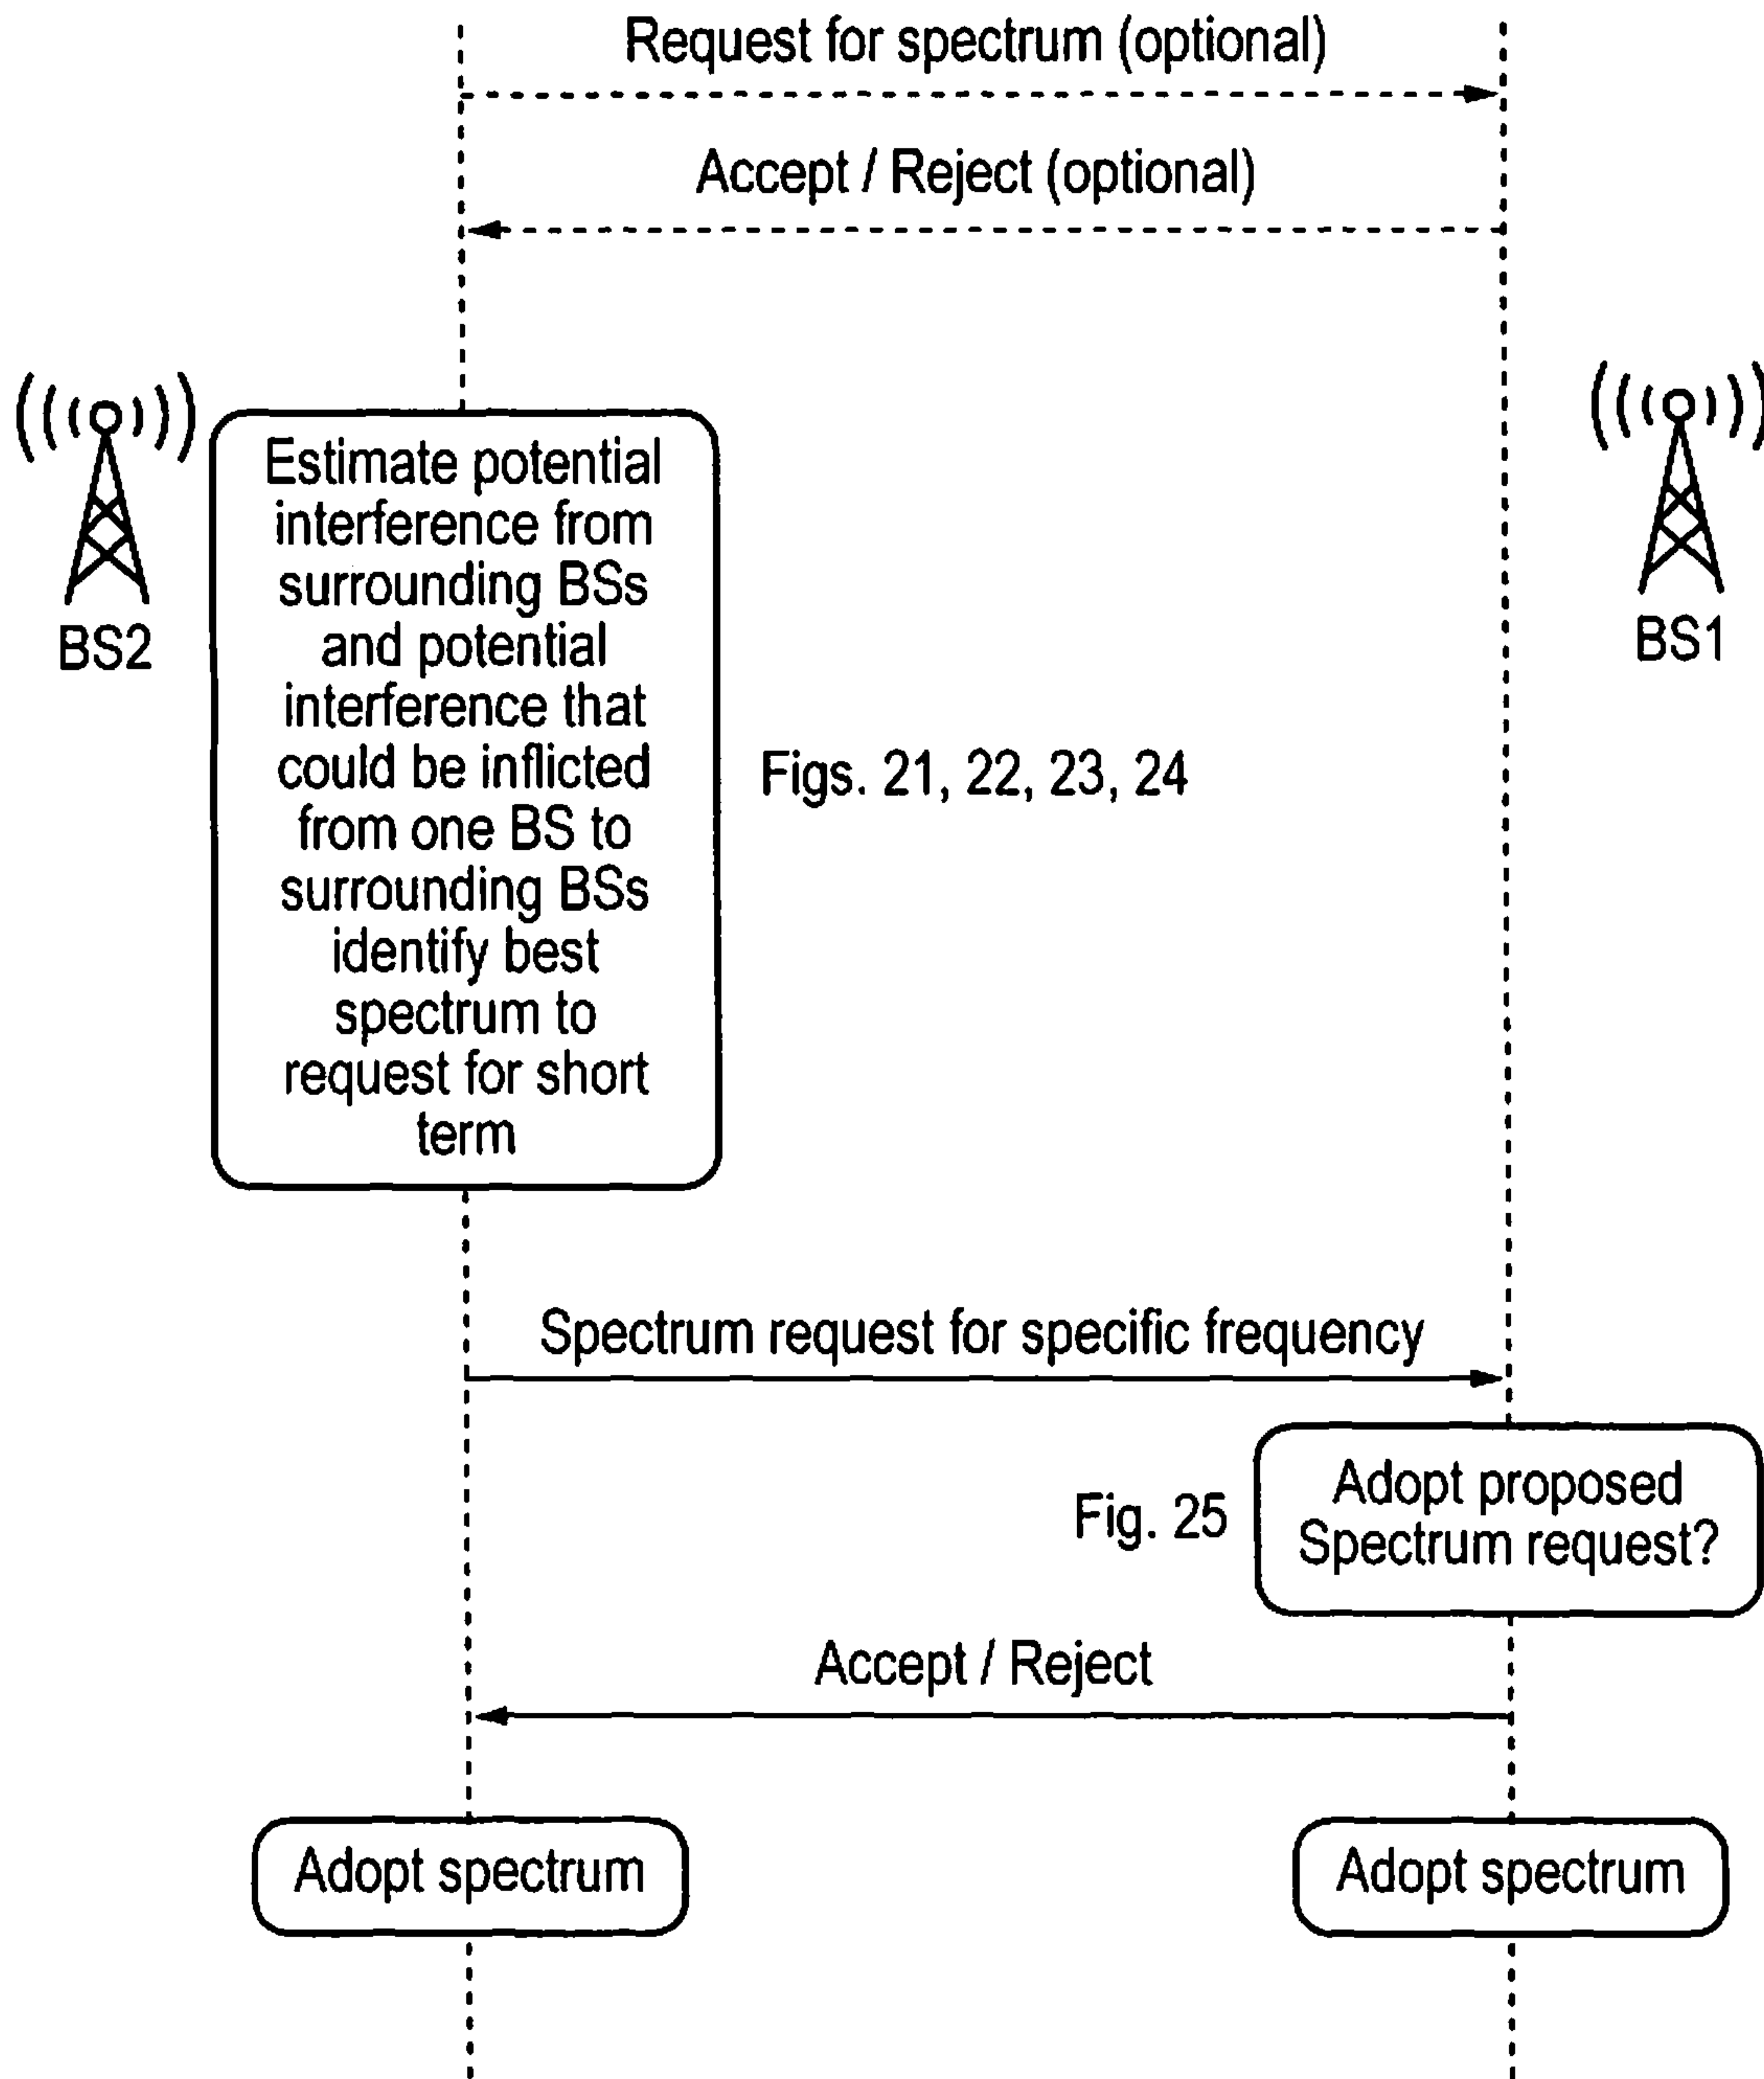 Request for spectrum (optional)
Accept / Reject (optional)
Estimate potential
interference from
surrounding BSs
and potential
interference that
could be inflicted
from one BS to
surrounding BSs
identify best
spectrum to
request for short
term
BS2
BS1
Figs. 21, 22, 23, 24
Spectrum request for specific frequency
Fig. 25
Adopt proposed
Spectrum request?
Accept / Reject
Adopt spectrum
Adopt spectrum